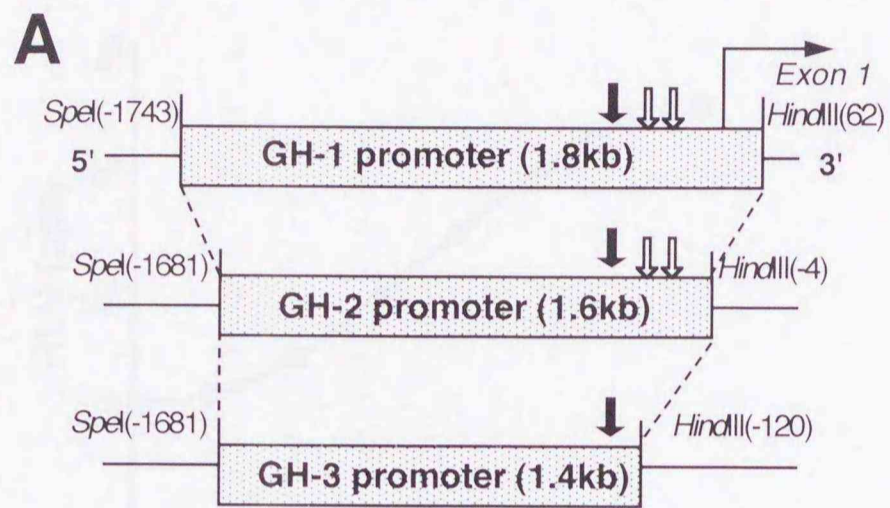 A
Exon 1
SpeI(-1743)
HindIII(62)
5'
GH-1 promoter (1.8kb)
3'
SpeI(-1681)
HindIII(-4)
GH-2 promoter (1.6kb)
SpeI(-1681)
HindIII(-120)
GH-3 promoter (1.4kb)